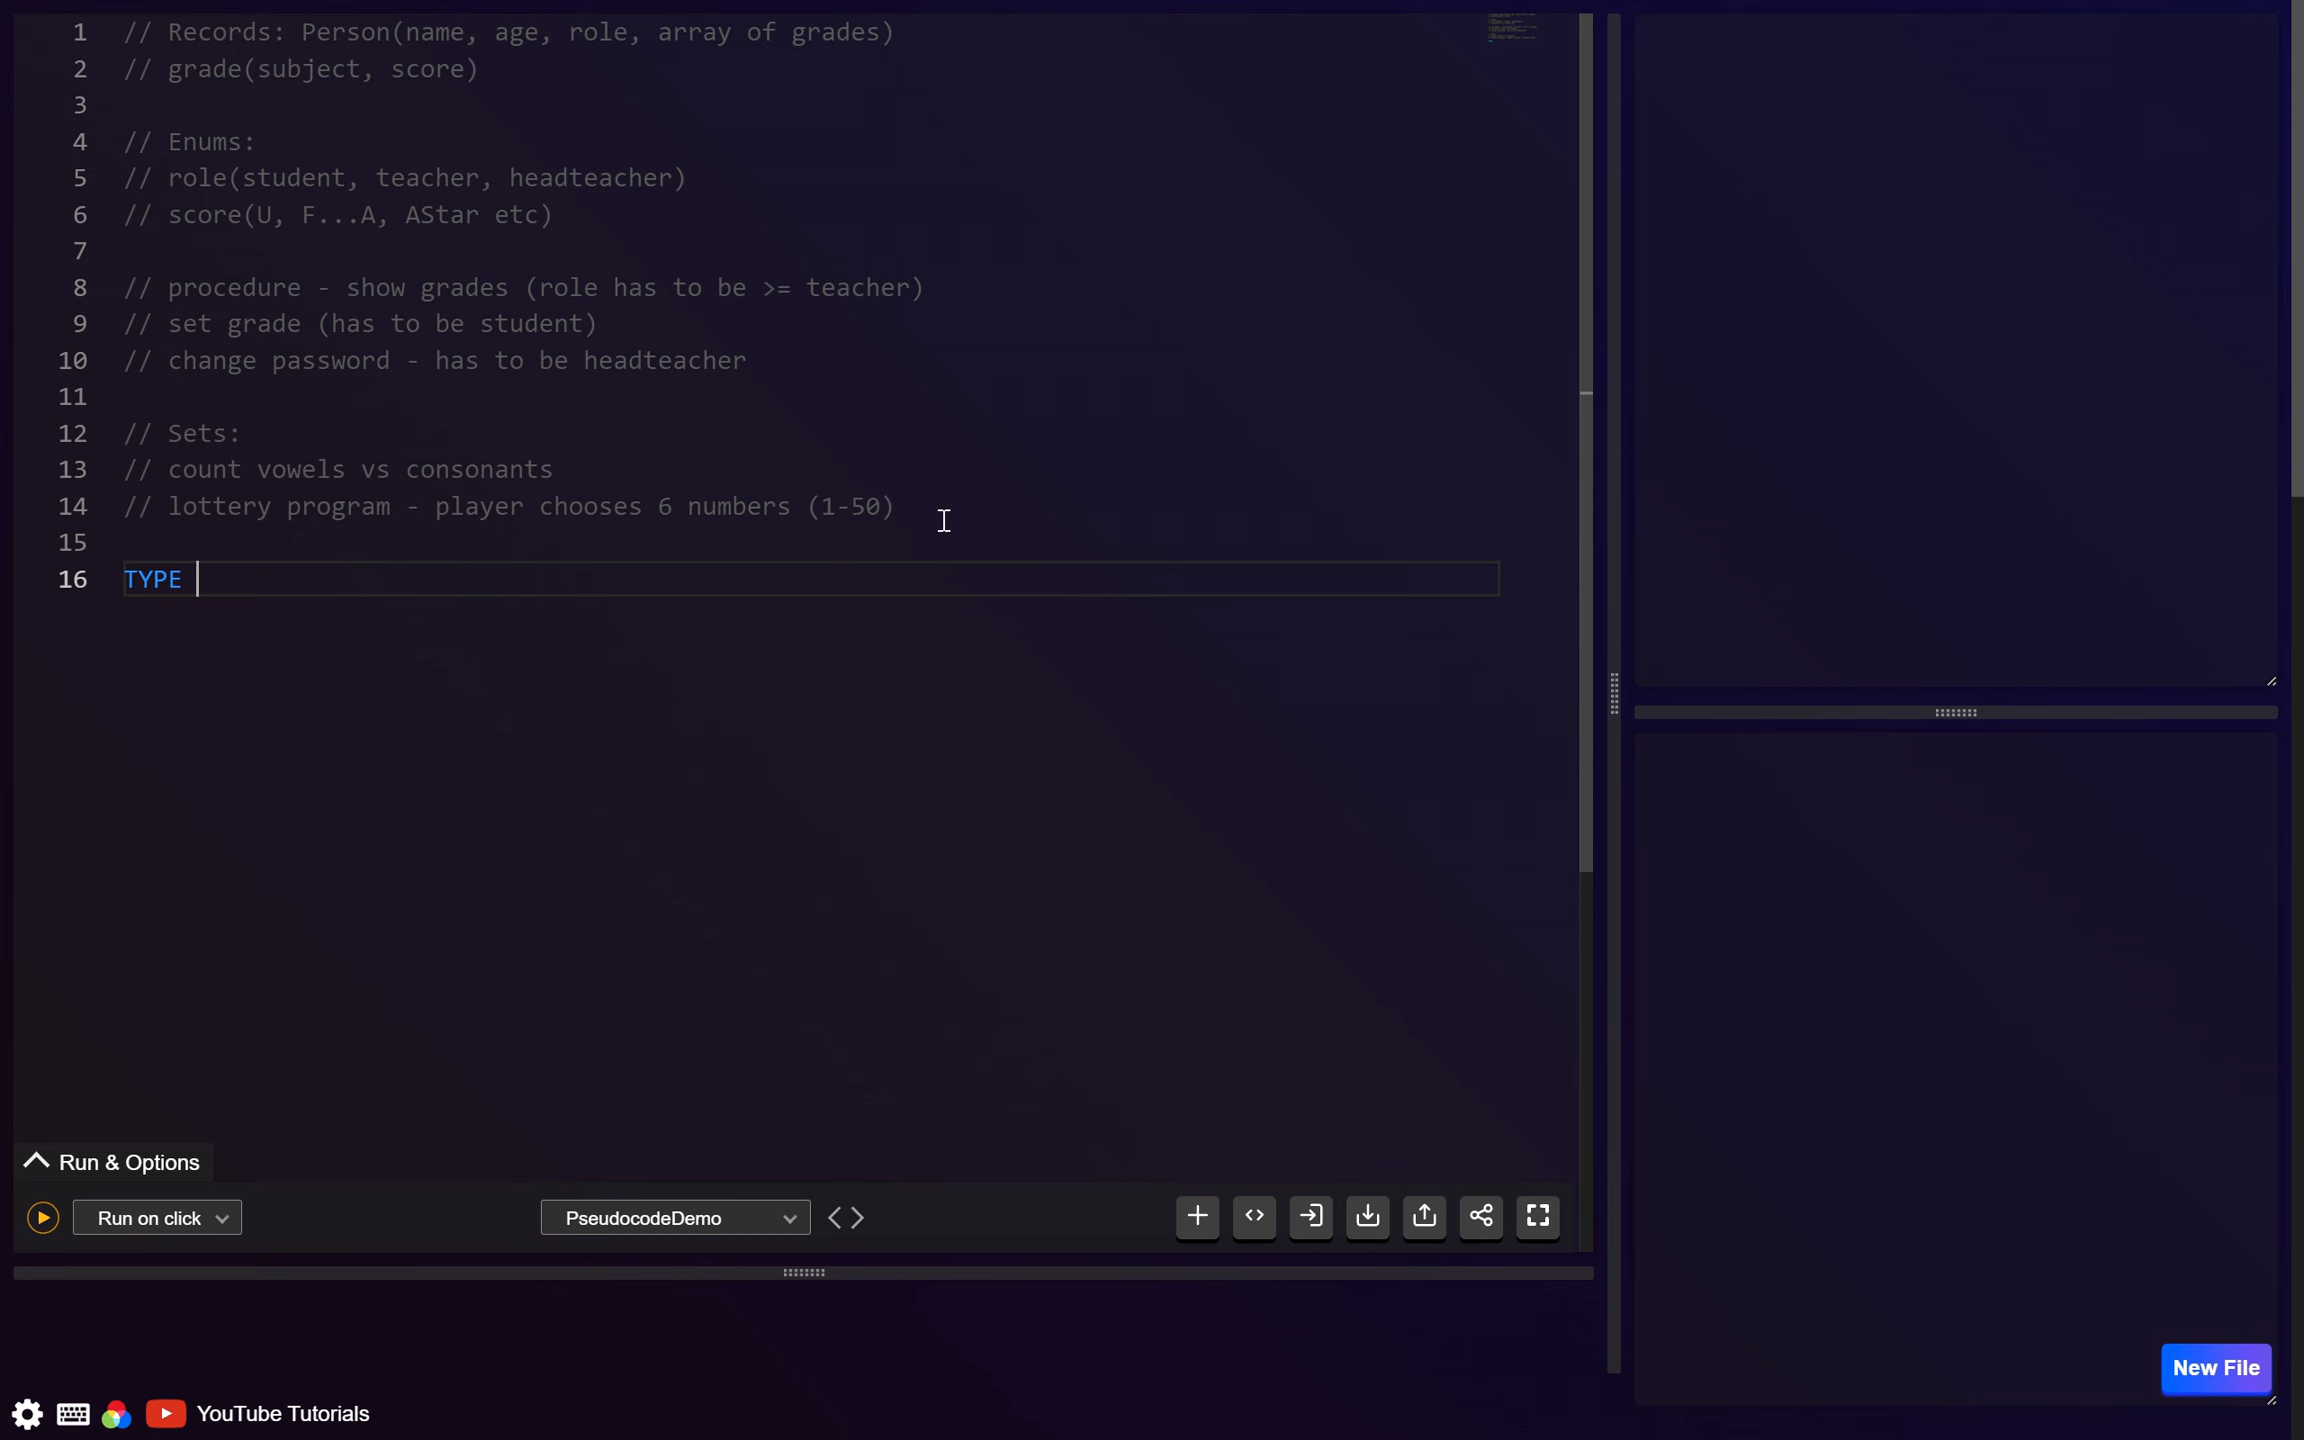 1 // Records: Person(name, age, role, array of grades)
2 // grade(subject, score)
3
4 // Enums:
5 // role(student, teacher, headteacher)
6 // score(U, F...A, AStar etc)
7
8 // procedure - show grades (role has to be >= teacher)
9 // set grade (has to be student)
10 // change password - has to be headteacher
11
12 // Sets:
13 // count vowels vs consonants
14 // lottery program - player chooses 6 numbers (1-50)
15
16 TYPE
Run & Options
Run on click
PseudocodeDemo
New File
YouTube Tutorials